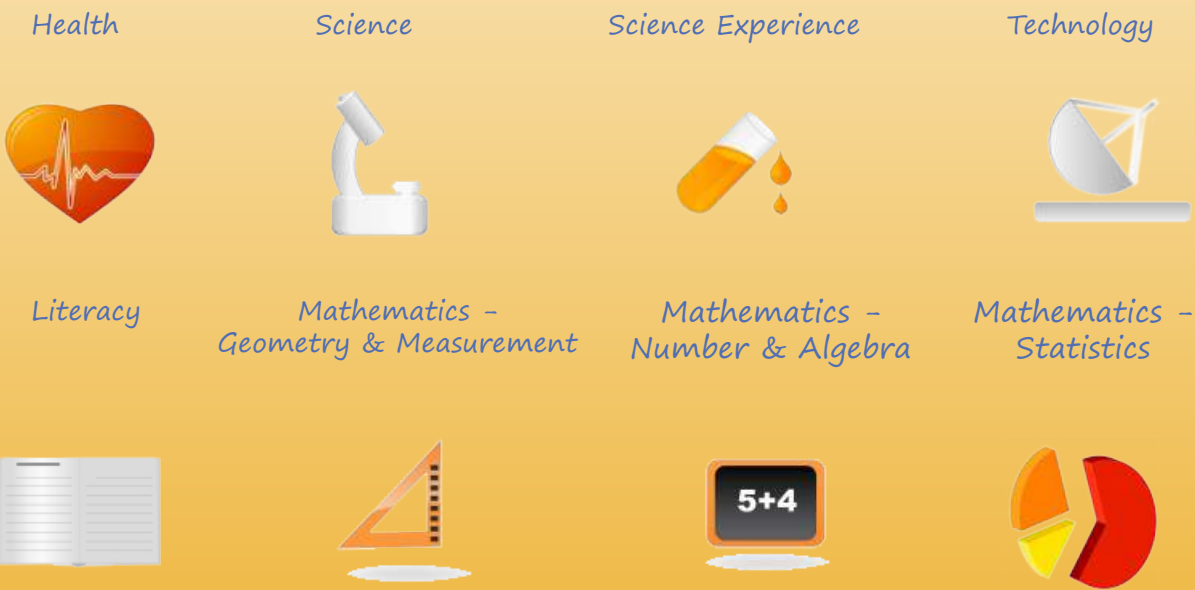 Health
Science
Science Experience
Technology
Literacy
Mathematics -
Geometry & Measurement
Mathematics -
Number & Algebra
Mathematics -
Statistics
5+4